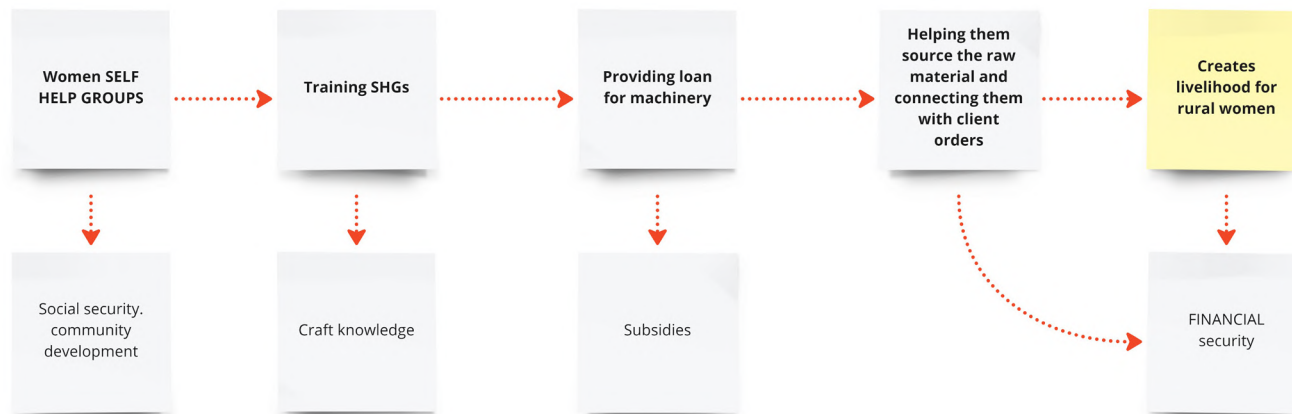 Women SELF
HELP GROUPS
Training SHGs
Providing loan
for machinery
Helping them
source the raw
material and
connecting them
with client
orders
Creates
livelihood for
rural women
Social security.
community
development
Craft knowledge
Subsidies
FINANCIAL
security